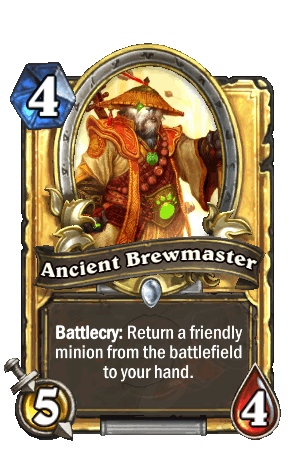 4
Ancient Brewmaster
Battlecry: Return a friendly
minion from the battlefield
to your hand.
5
4